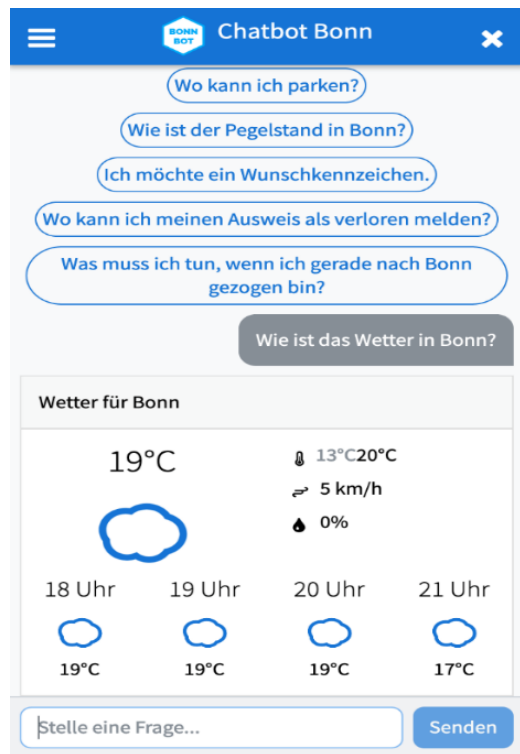 BONN
BOT
Chatbot Bonn
Wo kann ich parken?
Wie ist der Pegelstand in Bonn?
Ich möchte ein Wunschkennzeichen.
Wo kann ich meinen Ausweis als verloren melden?
Was muss ich tun, wenn ich gerade nach Bonn
gezogen bin?
Wie ist das Wetter in Bonn?
Wetter für Bonn
19°C
13°C20°C
5 km/h
0%
18 Uhr 19 Uhr 20 Uhr 21 Uhr
19°C 19°C 19°C 17°C
Stelle eine Frage... Senden